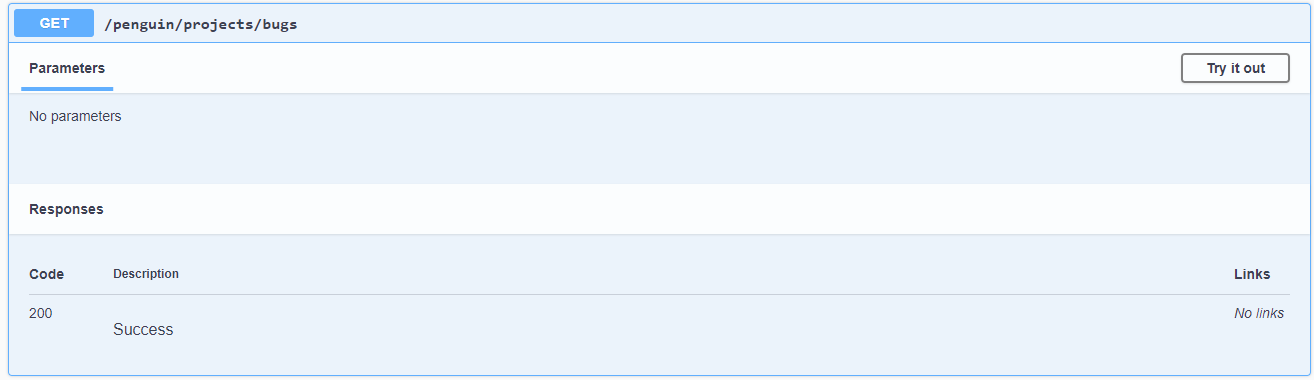 GET /penguin/projects/bugs
Parameters Try it out
No parameters
Responses
Code Description Links
200 Success No links